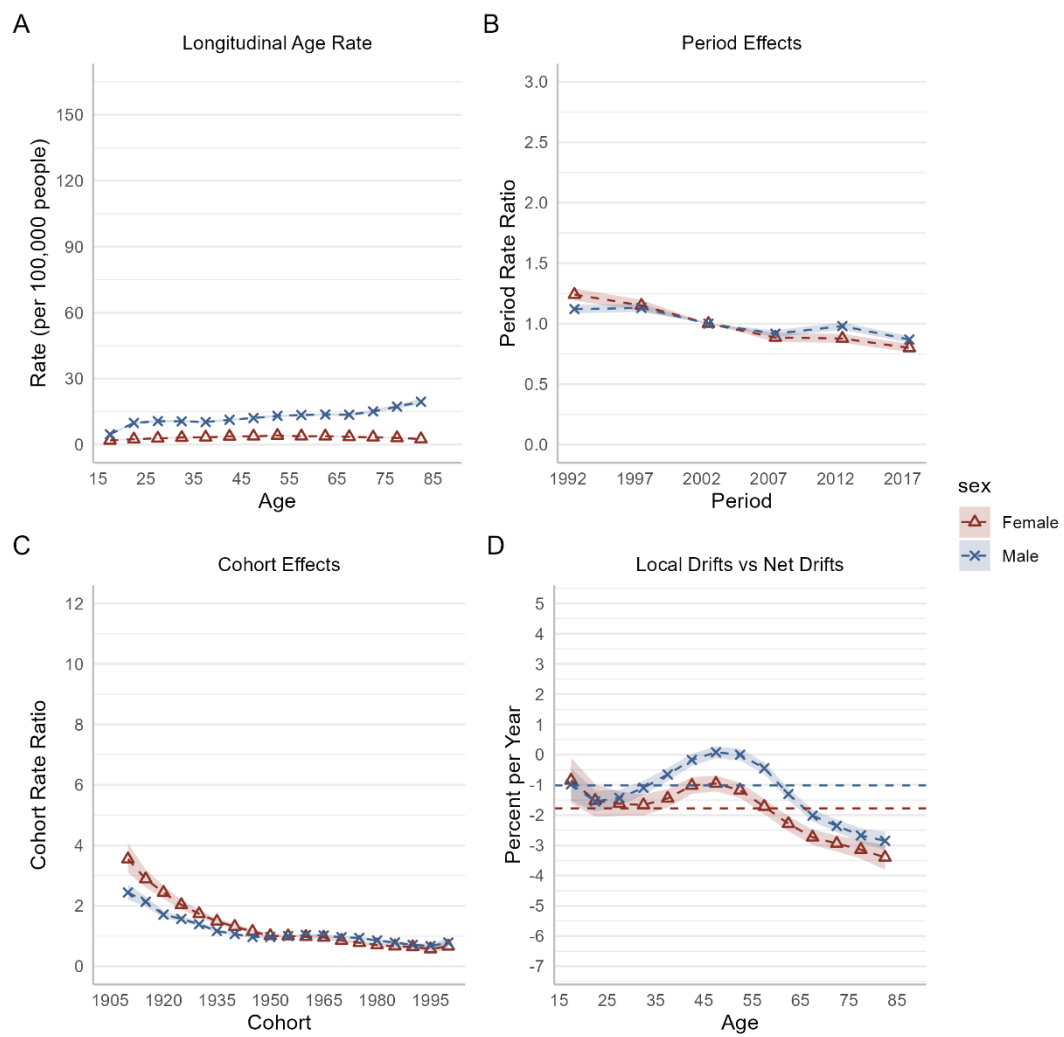 A
Longitudinal Age Rate
Rate (per 100,000 people)
150
120
90
60
30
0
15 25 35 45 55 65 75 85
Age
B
Period Effects
Period Rate Ratio
3.0
2.5
2.0
1.5
1.0
0.5
0.0
1992 1997 2002 2007 2012 2017
Period
sex
Female
Male
C
Cohort Effects
Cohort Rate Ratio
12
10
8
6
4
2
0
1905 1920 1935 1950 1965 1980 1995
Cohort
D
Local Drifts vs Net Drifts
Percent per Year
5
4
3
2
1
0
-1
-2
-3
-4
-5
-6
-7
15 25 35 45 55 65 75 85
Age